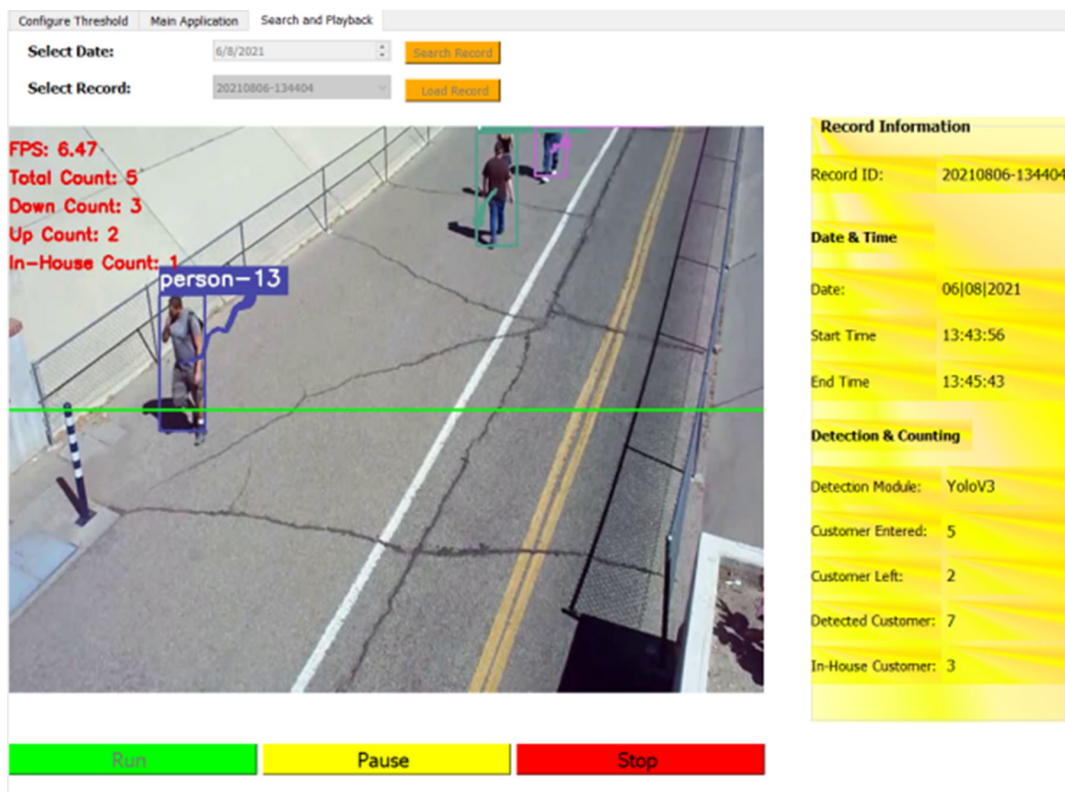 Configure Threshold Main Application Search and Playback
Select Date: 6/8/2021 Search Record
Select Record: 20210806-134404 Load Record
FPS: 6.47
Total Count: 5
Down Count: 3
Up Count: 2
In-House Count: 1
person-13
Record Information
Record ID: 20210806-134404
Date & Time
Date: 06|08|2021
Start Time 13:43:56
End Time 13:45:43
Detection & Counting
Detection Module: YoloV3
Customer Entered: 5
Customer Left: 2
Detected Customer: 7
In-House Customer: 3
Run Pause Stop